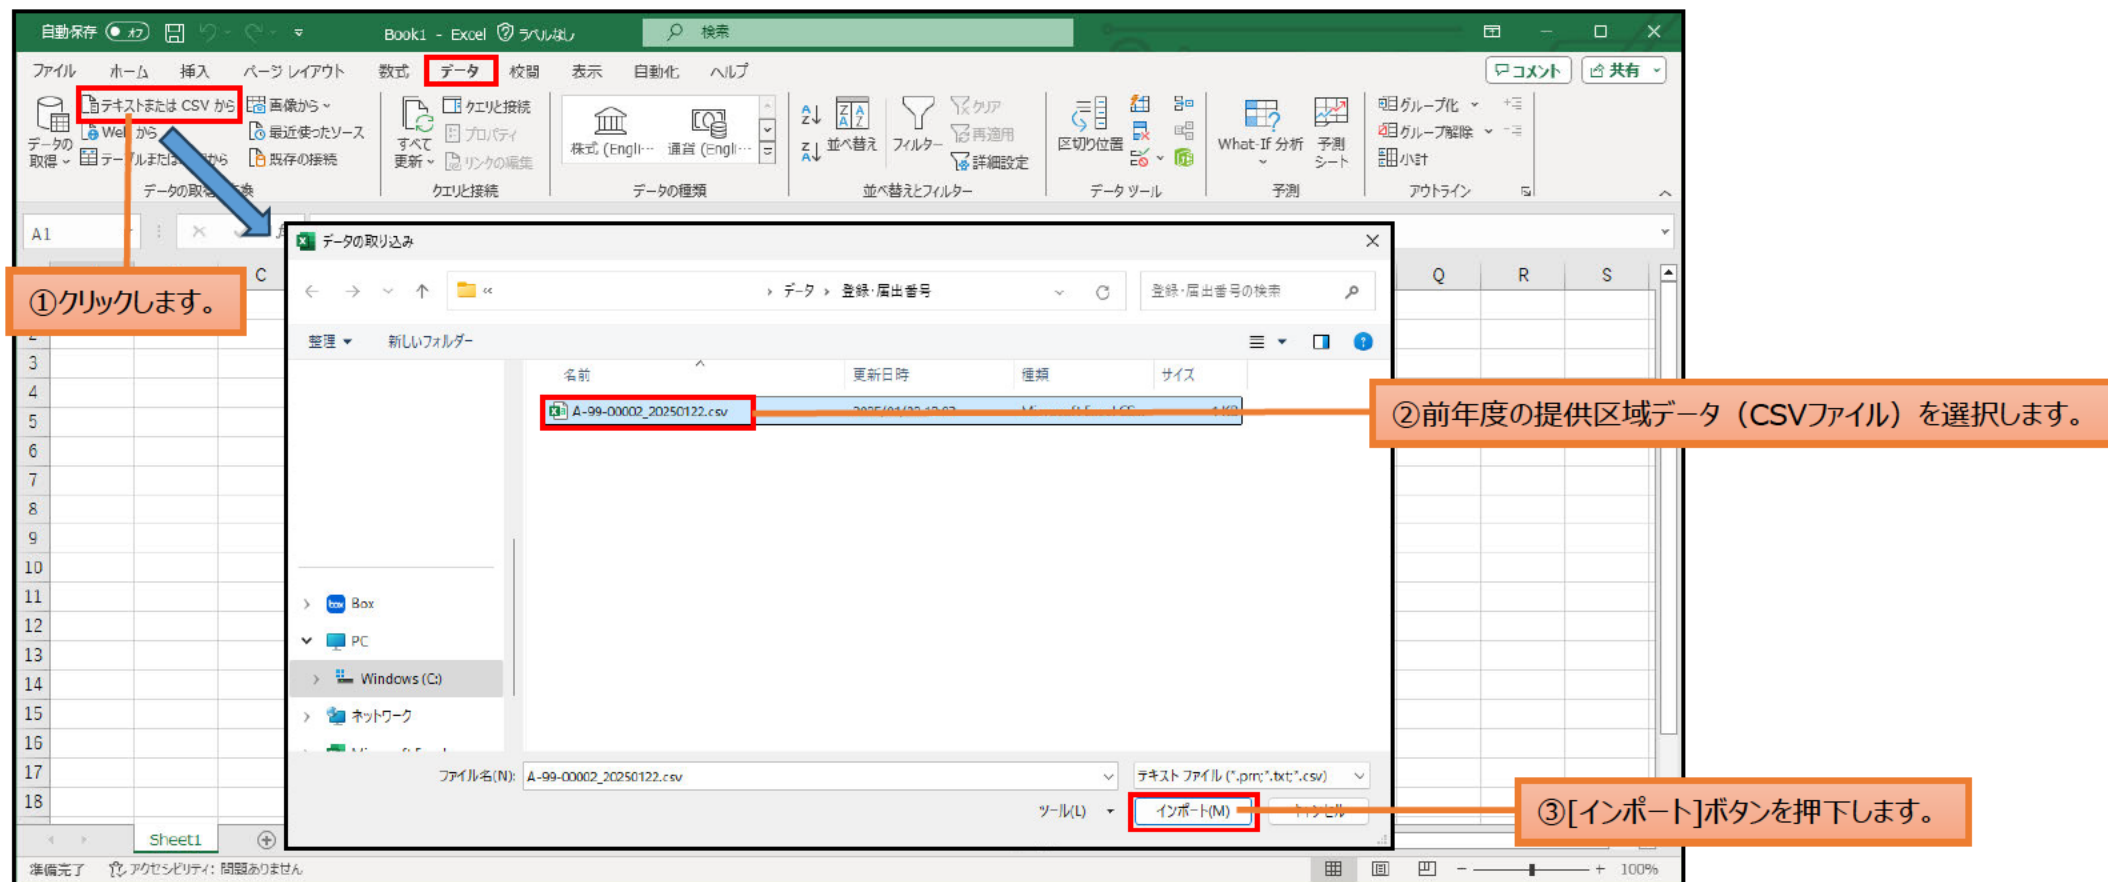 自動保存 オフ Book1 - Excel ラベルなし 検索
ファイル ホーム 挿入 ページ レイアウト 数式 データ 校閲 表示 自動化 ヘルプ コメント 共有
データの取得
テキストまたは CSV から
Web から
画像から
最近使ったソース
既存の接続
すべて更新
クエリと接続
プロパティ
リンクの編集
株式 (Engli… 通貨 (Engli…
並べ替え
フィルター
クリア
再適用
詳細設定
区切り位置
What-If 分析
予測シート
グループ化
グループ解除
小計
クエリと接続 データの種類 並べ替えとフィルター データ ツール 予測 アウトライン
A1
データの取り込み
C Q R S
①クリックします。
« › データ › 登録・届出番号 登録・届出番号の検索
整理 新しいフォルダー
名前 更新日時 種類 サイズ
A-99-00002_20250122.csv
②前年度の提供区域データ（CSVファイル）を選択します。
3
4
5
6
7
8
9
10
11
12
13
14
15
16
17
18
Box
PC
Windows (C:)
ネットワーク
ファイル名(N): A-99-00002_20250122.csv テキスト ファイル (*.prn;*.txt;*.csv)
ツール(L) インポート(M)
③[インポート]ボタンを押下します。
Sheet1
準備完了 アクセシビリティ: 問題ありません 100%